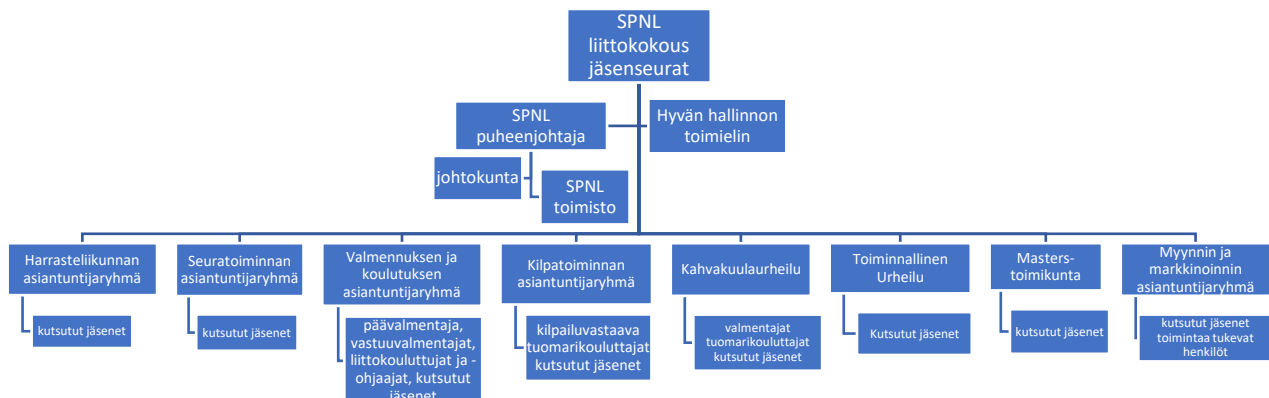 SPNL
liittokokous
jäsenseurat
SPNL
puheenjohtaja
Hyvän hallinnon
toimielin
johtokunta
SPNL
toimisto
Harrasteliikunnan
asiantuntijaryhmä
kutsutut jäsenet
Seuratoiminnan
asiantuntijaryhmä
kutsutut jäsenet
Valmennuksen ja
koulutuksen
asiantuntijaryhmä
päävalmentaja,
vastuuvalmentajat,
liittokouluttujat ja -
ohjaajat, kutsutut
jäsenet
Kilpatoiminnan
asiantuntijaryhmä
kilpailuvastaava
tuomarikouluttajat
kutsutut jäsenet
Kahvakuulaurheilu
valmentajat
tuomarikouluttajat
kutsutut jäsenet
Toiminnallinen
Urheilu
Kutsutut jäsenet
Masters-
toimikunta
kutsutut jäsenet
Myynnin ja
markkinoinnin
asiantuntijaryhmä
kutsutut jäsenet
toimintaa tukevat
henkilöt